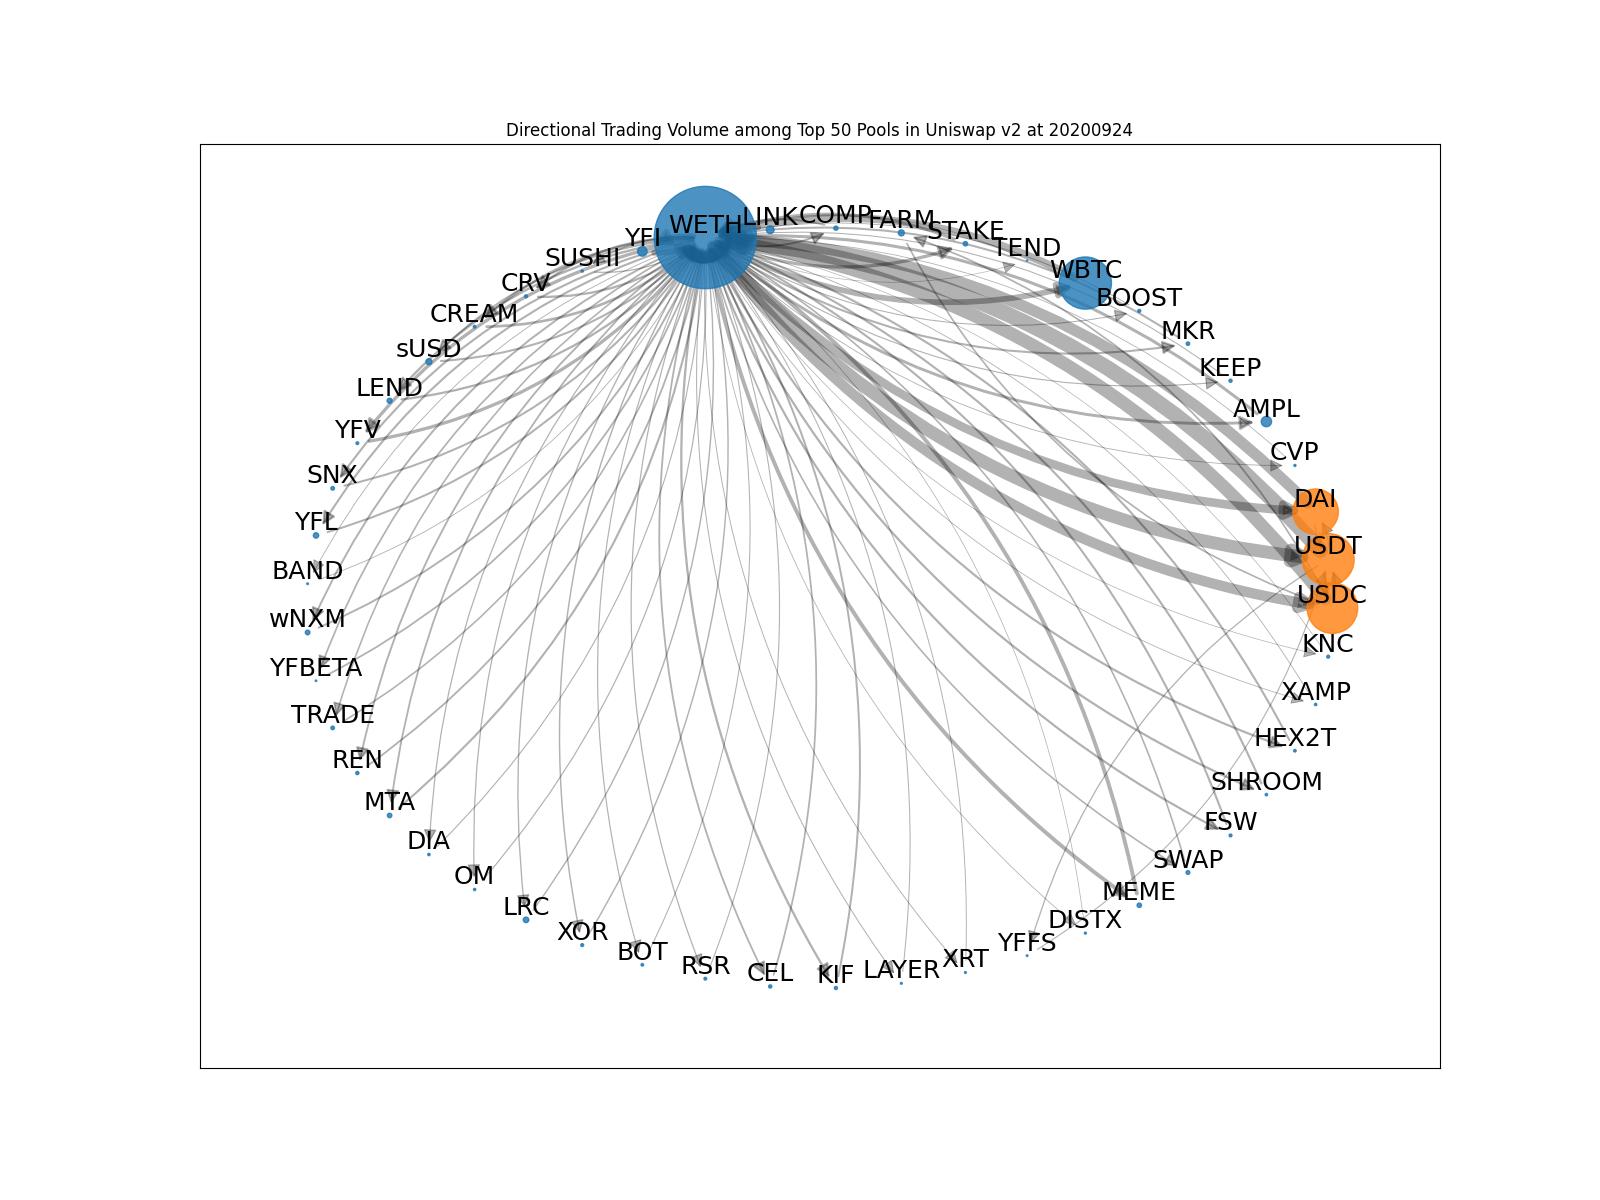 Directional Trading Volume among Top 50 Pools in Uniswap v2 at 20200924
WETH
LINK
COMP
FARM
STAKE
TEND
WBTC
BOOST
MKR
KEEP
AMPL
CVP
DAI
USDT
USDC
KNC
XAMP
HEX2T
SHROOM
FSW
SWAP
MEME
DISTX
YFFS
XRT
LAYER
KIF
CEL
RSR
BOT
XOR
LRC
OM
DIA
MTA
REN
TRADE
YFBETA
wNXM
BAND
YFL
SNX
YFV
LEND
sUSD
CREAM
CRV
SUSHI
YFI